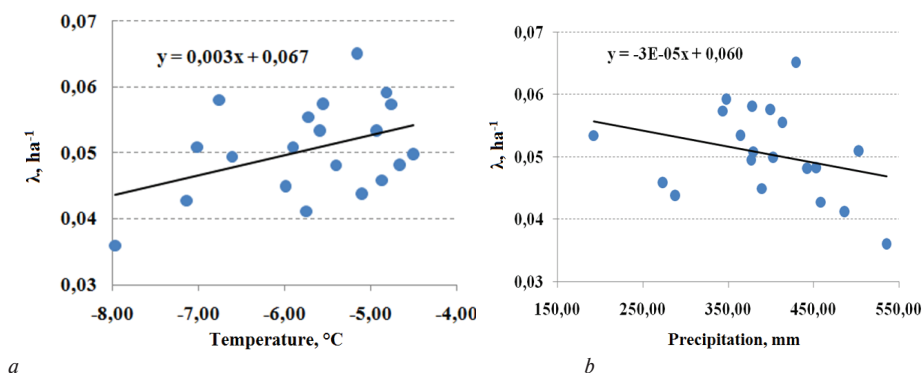 0,07
y = 0,003x + 0,067
0,06
0,05
0,04
0,03
λ, ha⁻¹
-8,00 -7,00 -6,00 -5,00 -4,00
Temperature, °C
a
0,07
y = -3E-05x + 0,060
0,06
0,05
0,04
0,03
λ, ha⁻¹
150,00 250,00 350,00 450,00 550,00
Precipitation, mm
b